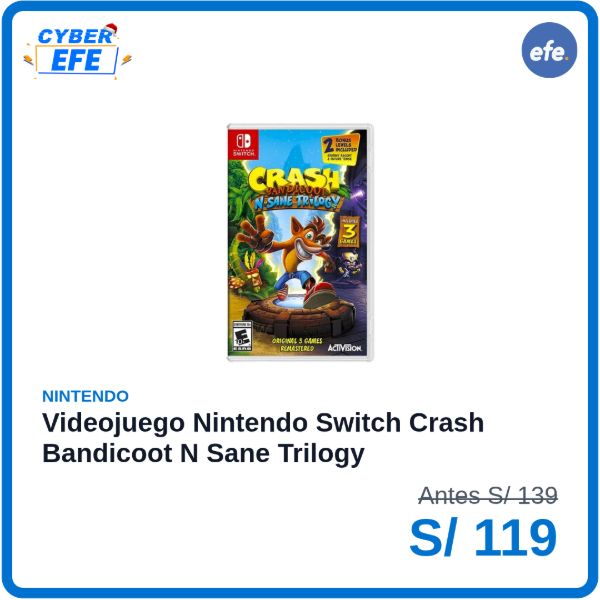 CYBER
EFE
efe.
NINTENDO
SWITCH
2 BONUS
LEVELS
INCLUDED
CRASH
BANDICOOT
N. SANE TRILOGY
3
GAMES
E
ORIGINAL 3 GAMES
REMASTERED
ACTIVISION
NINTENDO
Videojuego Nintendo Switch Crash
Bandicoot N Sane Trilogy
Antes S/ 139
S/ 119